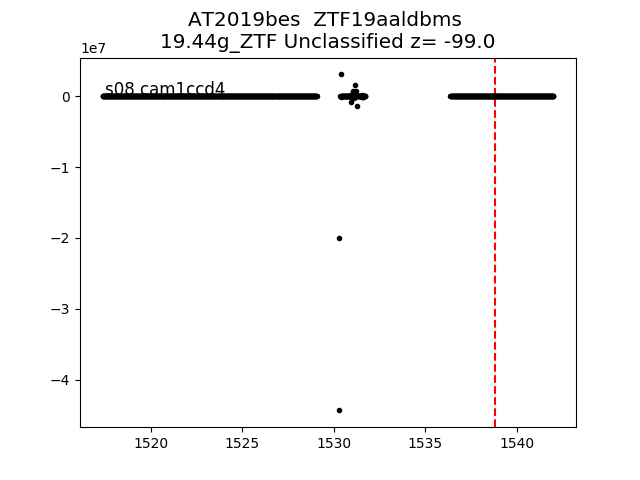 AT2019bes  ZTF19aaldbms
19.44g_ZTF Unclassified z= -99.0
1e7
s08 cam1ccd4
0
−1
−2
−3
−4
1520 1525 1530 1535 1540